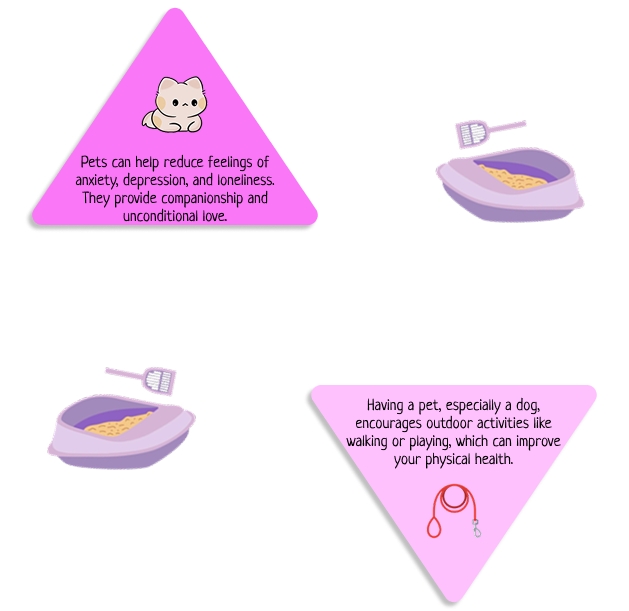 Pets can help reduce feelings of
anxiety, depression, and loneliness.
They provide companionship and
unconditional love.
Having a pet, especially a dog,
encourages outdoor activities like
walking or playing, which can improve
your physical health.